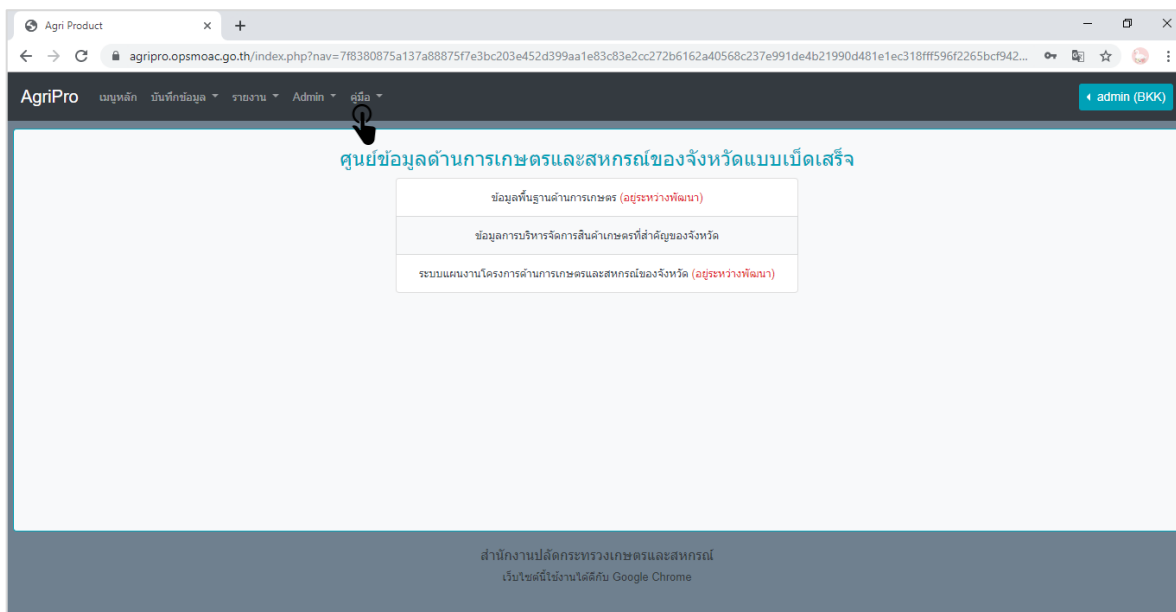 Agri Product
agripro.opsmoac.go.th/index.php?nav=7f8380875a137a88875f7e3bc203e452d399aa1e83c83e2cc272b6162a40568c237e991de4b21990d481e1ec318fff596f2265bcf942...
AgriPro เมนูหลัก บันทึกข้อมูล รายงาน Admin คู่มือ admin (BKK)
ศูนย์ข้อมูลด้านการเกษตรและสหกรณ์ของจังหวัดแบบเบ็ดเสร็จ
ข้อมูลพื้นฐานด้านการเกษตร (อยู่ระหว่างพัฒนา)
ข้อมูลการบริหารจัดการสินค้าเกษตรที่สำคัญของจังหวัด
ระบบแผนงานโครงการด้านการเกษตรและสหกรณ์ของจังหวัด (อยู่ระหว่างพัฒนา)
สำนักงานปลัดกระทรวงเกษตรและสหกรณ์
เว็บไซต์นี้ใช้งานได้ดีกับ Google Chrome